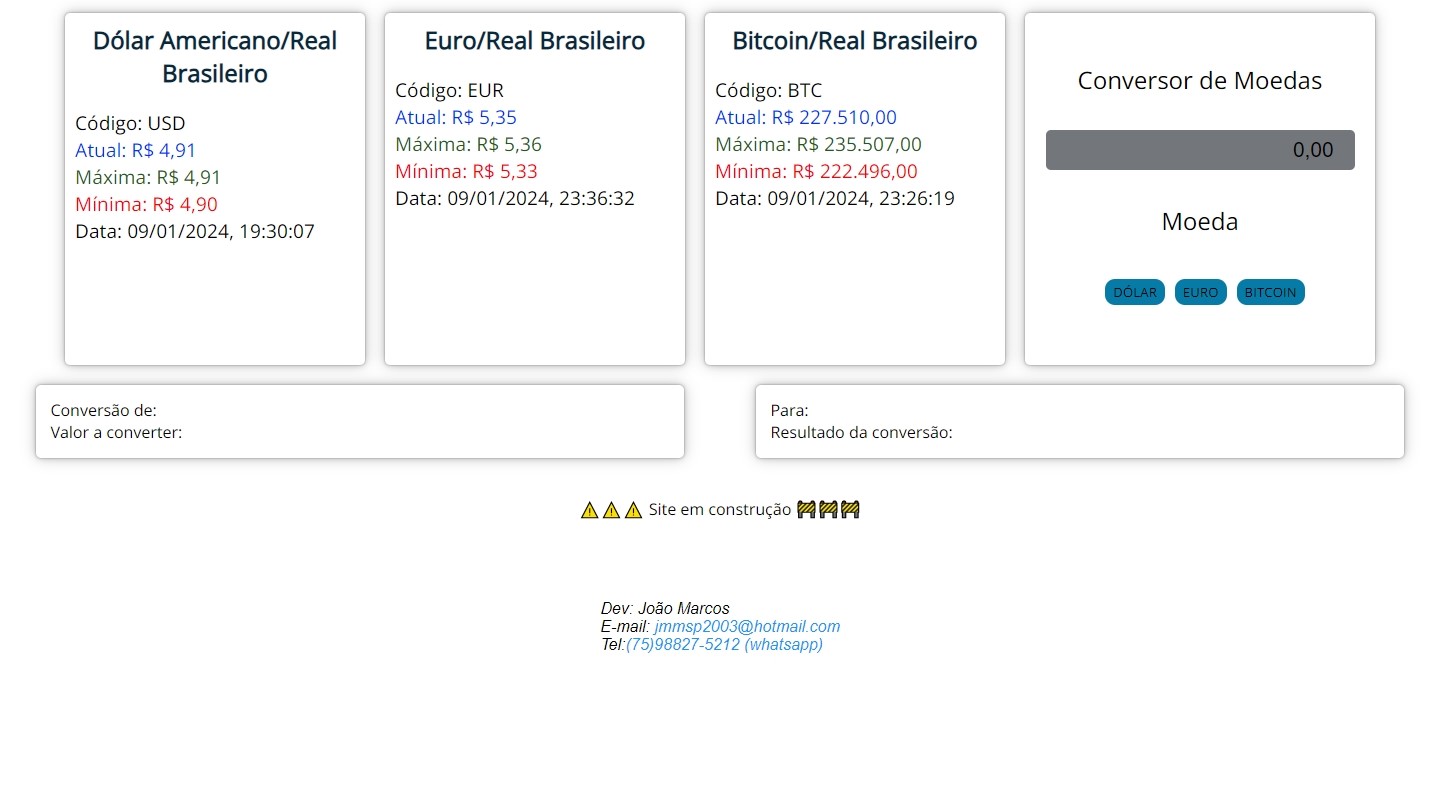 Dólar Americano/Real
Brasileiro
Código: USD
Atual: R$ 4,91
Máxima: R$ 4,91
Mínima: R$ 4,90
Data: 09/01/2024, 19:30:07
Euro/Real Brasileiro
Código: EUR
Atual: R$ 5,35
Máxima: R$ 5,36
Mínima: R$ 5,33
Data: 09/01/2024, 23:36:32
Bitcoin/Real Brasileiro
Código: BTC
Atual: R$ 227.510,00
Máxima: R$ 235.507,00
Mínima: R$ 222.496,00
Data: 09/01/2024, 23:26:19
Conversor de Moedas
0,00
Moeda
DÓLAR EURO BITCOIN
Conversão de:
Valor a converter:
Para:
Resultado da conversão:
⚠️⚠️⚠️ Site em construção 🚧🚧🚧
Dev: João Marcos
E-mail: jmmsp2003@hotmail.com
Tel:(75)98827-5212 (whatsapp)